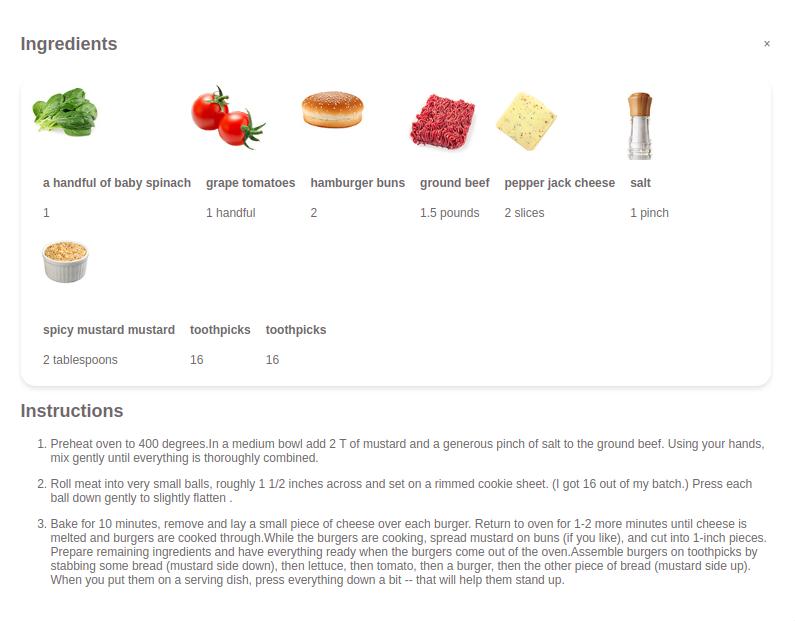 Ingredients
×
a handful of baby spinach
grape tomatoes
hamburger buns
ground beef
pepper jack cheese
salt
1
1 handful
2
1.5 pounds
2 slices
1 pinch
spicy mustard mustard
toothpicks
toothpicks
2 tablespoons
16
16
Instructions
1. Preheat oven to 400 degrees.In a medium bowl add 2 T of mustard and a generous pinch of salt to the ground beef. Using your hands,
mix gently until everything is thoroughly combined.
2. Roll meat into very small balls, roughly 1 1/2 inches across and set on a rimmed cookie sheet. (I got 16 out of my batch.) Press each
ball down gently to slightly flatten .
3. Bake for 10 minutes, remove and lay a small piece of cheese over each burger. Return to oven for 1-2 more minutes until cheese is
melted and burgers are cooked through.While the burgers are cooking, spread mustard on buns (if you like), and cut into 1-inch pieces.
Prepare remaining ingredients and have everything ready when the burgers come out of the oven.Assemble burgers on toothpicks by
stabbing some bread (mustard side down), then lettuce, then tomato, then a burger, then the other piece of bread (mustard side up).
When you put them on a serving dish, press everything down a bit -- that will help them stand up.